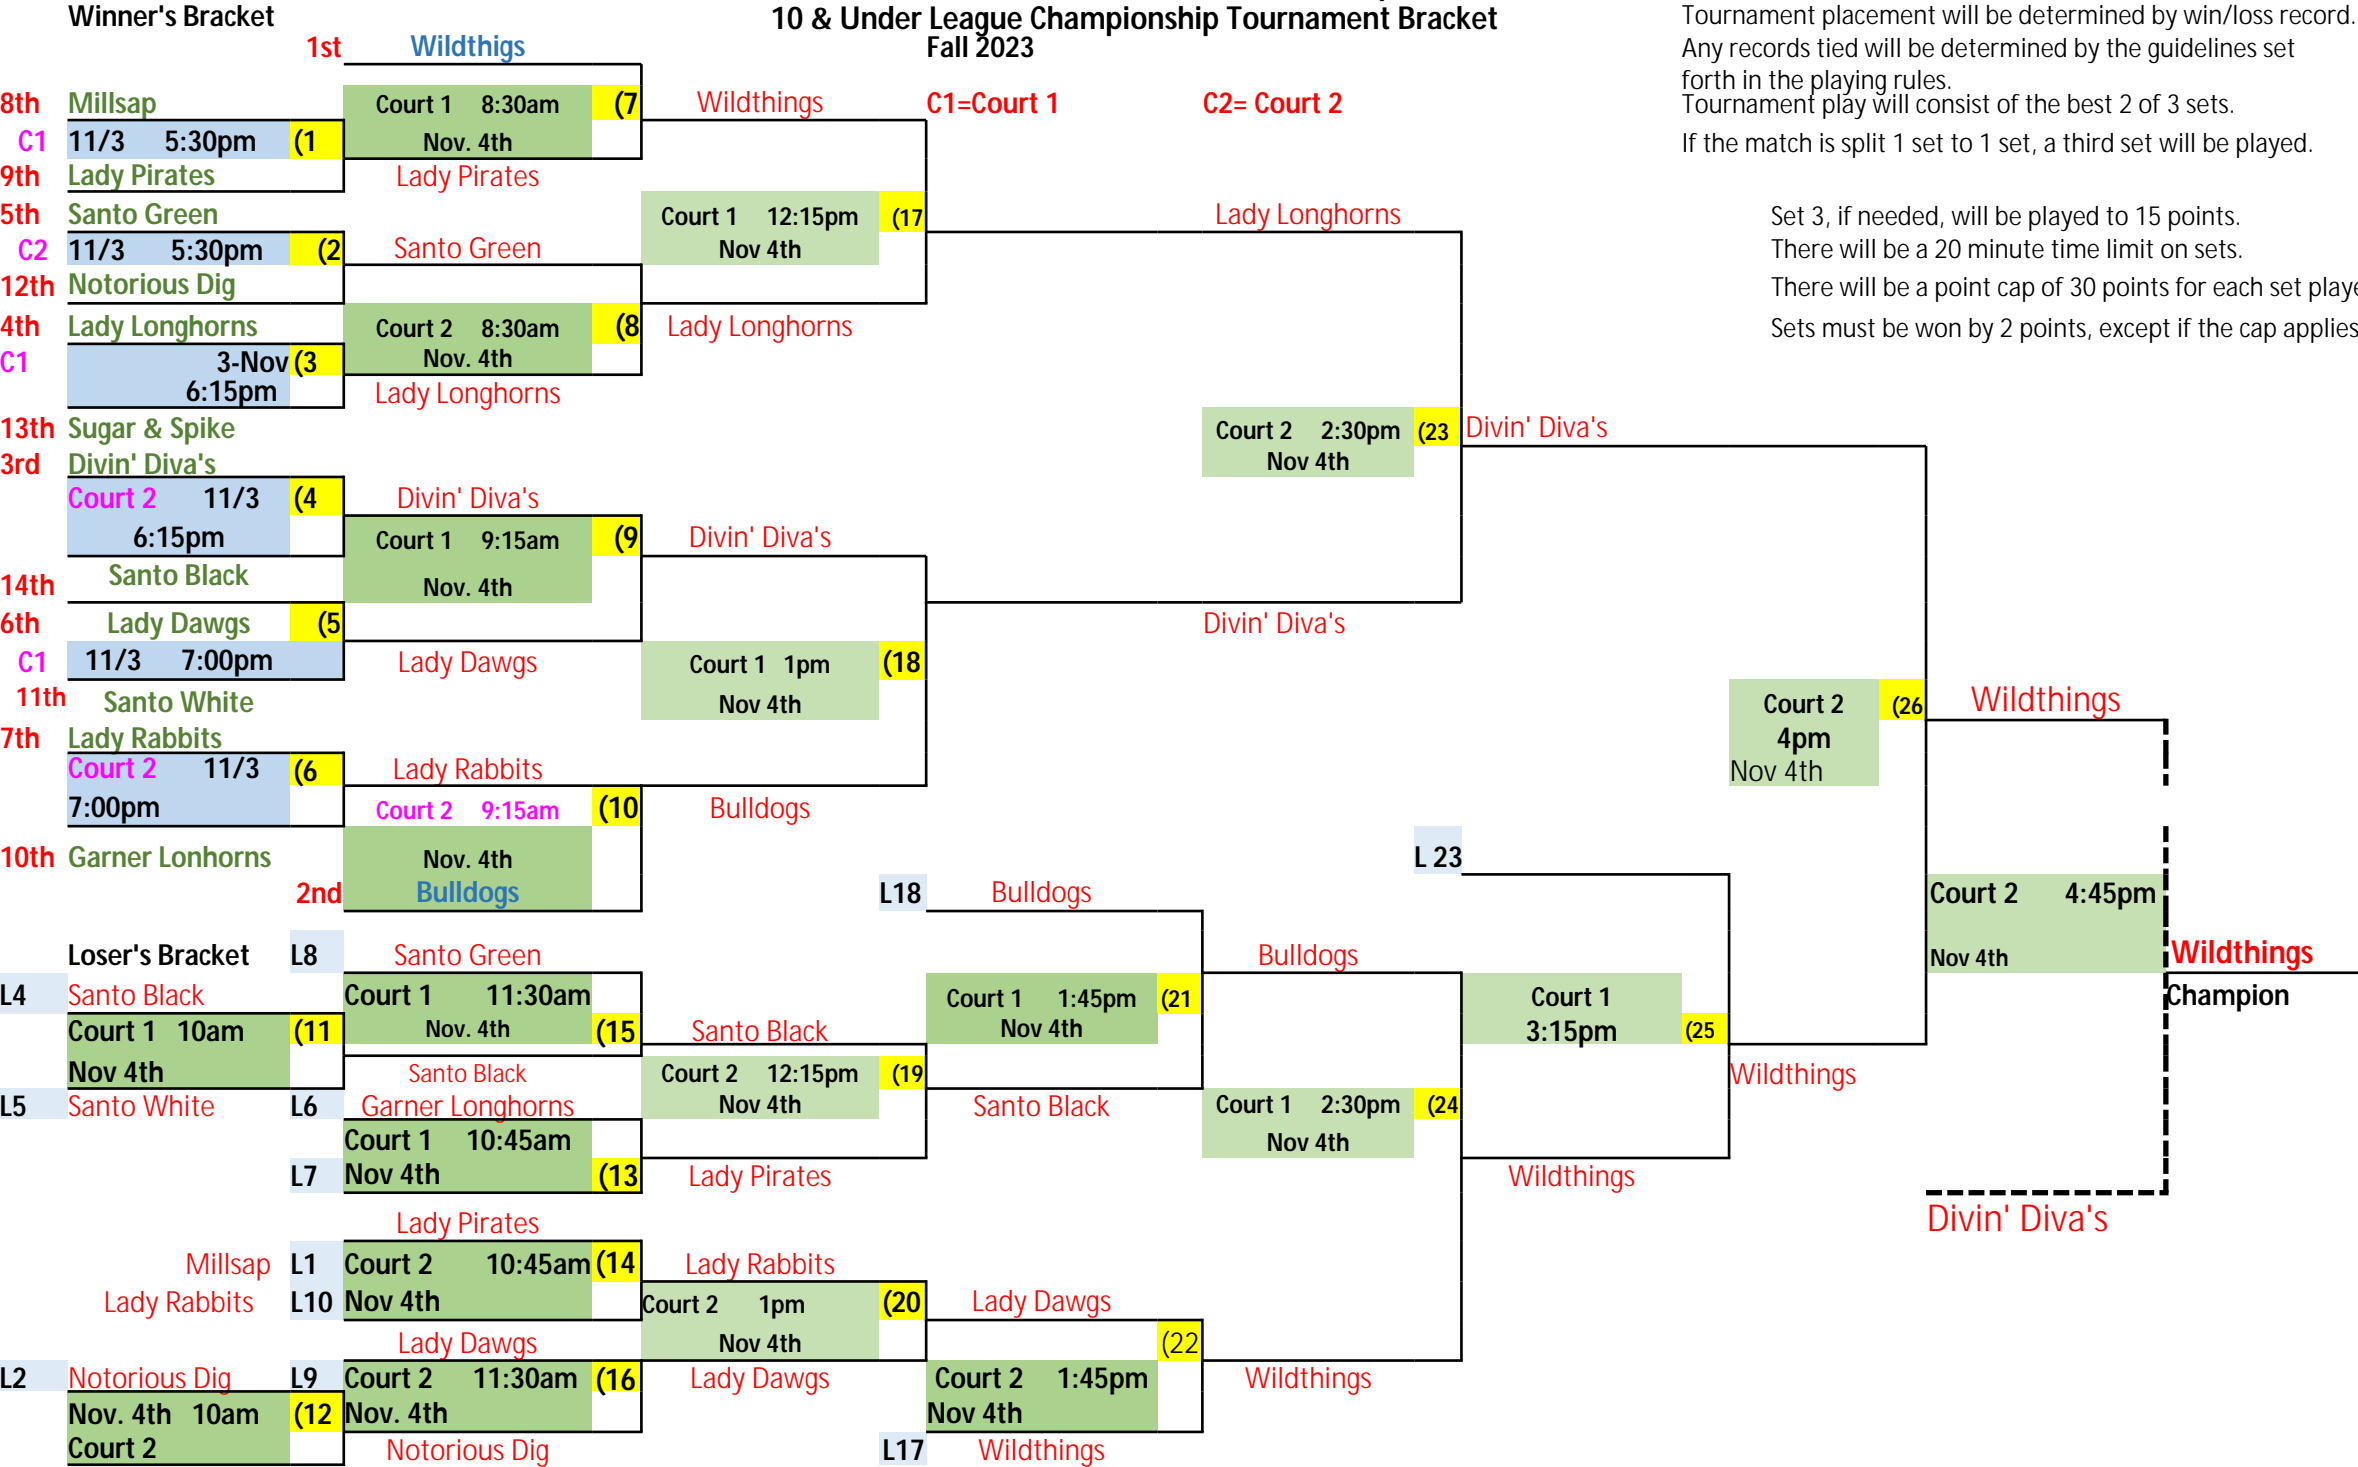 Winner's Bracket
10 & Under League Championship Tournament Bracket
Fall 2023
Tournament placement will be determined by win/loss record.
Any records tied will be determined by the guidelines set
forth in the playing rules.
Tournament play will consist of the best 2 of 3 sets.
If the match is split 1 set to 1 set, a third set will be played.
Set 3, if needed, will be played to 15 points.
There will be a 20 minute time limit on sets.
There will be a point cap of 30 points for each set playe
Sets must be won by 2 points, except if the cap applies
C1=Court 1 C2= Court 2
1st Wildthigs
8th Millsap
C1 11/3 5:30pm (1
9th Lady Pirates
5th Santo Green
C2 11/3 5:30pm (2
12th Notorious Dig
4th Lady Longhorns
C1 3-Nov (3
6:15pm
13th Sugar & Spike
3rd Divin' Diva's
Court 2 11/3 (4
6:15pm
14th Santo Black
6th Lady Dawgs (5
C1 11/3 7:00pm
11th Santo White
7th Lady Rabbits
Court 2 11/3 (6
7:00pm
10th Garner Lonhorns
Court 1 8:30am (7
Nov. 4th
Lady Pirates
Santo Green
Court 2 8:30am (8
Nov. 4th
Lady Longhorns
Divin' Diva's
Court 1 9:15am (9
Nov. 4th
Lady Dawgs
Lady Rabbits
Court 2 9:15am (10
Nov. 4th
2nd Bulldogs
Wildthings
Court 1 12:15pm (17
Nov 4th
Lady Longhorns
Divin' Diva's
Court 1 1pm (18
Nov 4th
Bulldogs
Lady Longhorns
Court 2 2:30pm (23
Nov 4th
Divin' Diva's
Divin' Diva's
Court 2 (26
4pm
Nov 4th
Wildthings
Court 2 4:45pm
Nov 4th
Wildthings
Champion
Divin' Diva's
Loser's Bracket
L4 Santo Black
Court 1 10am (11
Nov 4th
L5 Santo White
L8 Santo Green
Court 1 11:30am
Nov. 4th (15
Santo Black
L6 Garner Longhorns
Court 1 10:45am
L7 Nov 4th (13
Lady Pirates
Millsap L1 Court 2 10:45am (14
Lady Rabbits L10 Nov 4th
Lady Dawgs
L2 Notorious Dig
L9 Court 2 11:30am (16
Nov. 4th
Nov. 4th 10am (12
Court 2
Notorious Dig
Santo Black
Court 2 12:15pm (19
Nov 4th
Lady Pirates
Lady Rabbits
Court 2 1pm (20
Nov 4th
Lady Dawgs
L18 Bulldogs
Court 1 1:45pm (21
Nov 4th
Santo Black
Lady Dawgs
(22
Court 2 1:45pm
Nov 4th
L17 Wildthings
Bulldogs
Court 1 2:30pm (24
Nov 4th
Wildthings
L 23
Court 1
3:15pm (25
Wildthings
Wildthings